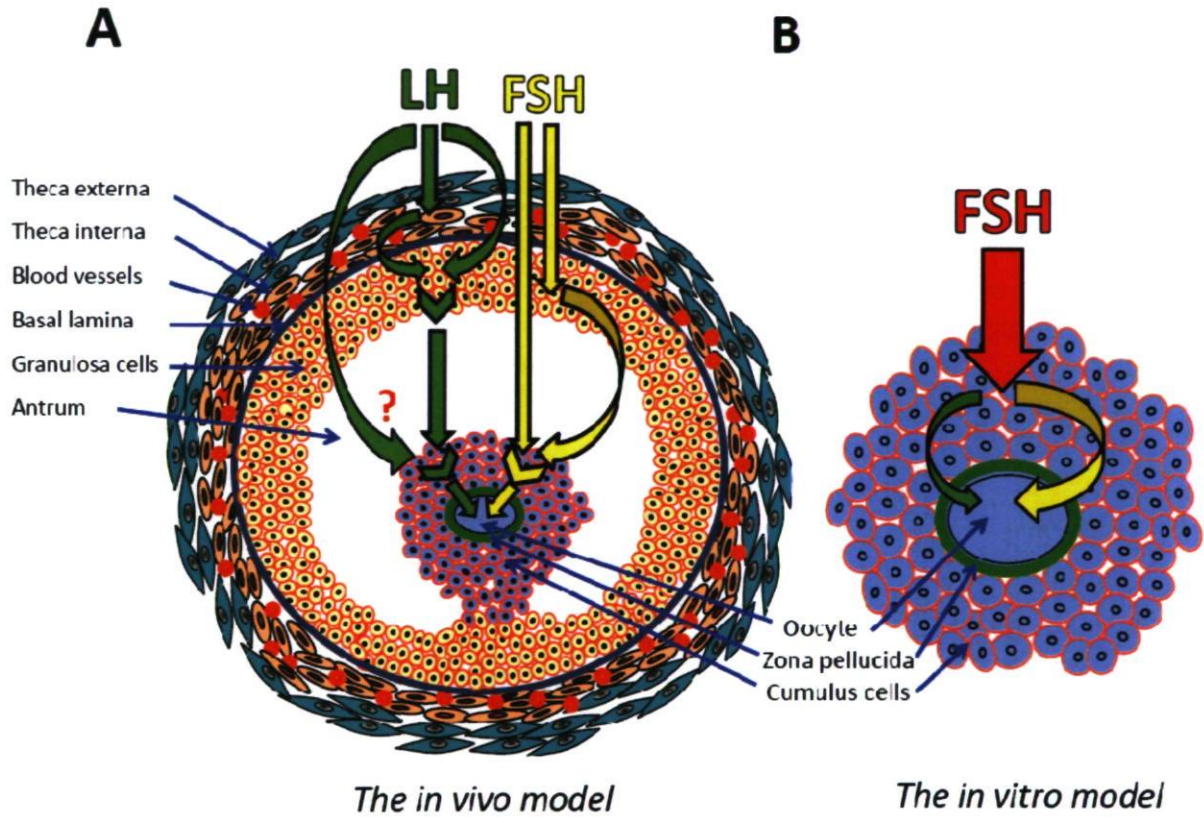 A
B
LH
FSH
FSH
Theca externa
Theca interna
Blood vessels
Basal lamina
Granulosa cells
Antrum
?
Oocyte
Zona pellucida
Cumulus cells
The in vivo model
The in vitro model